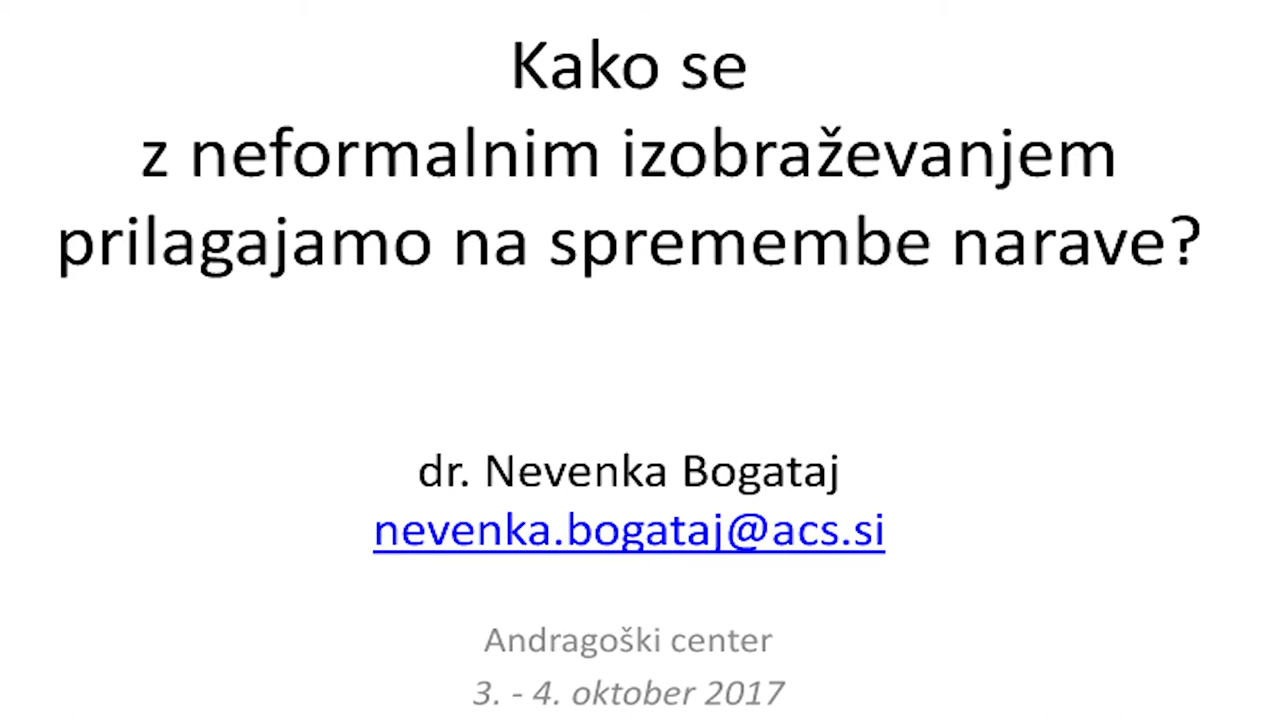 Kako se
z neformalnim izobraževanjem
prilagajamo na spremembe narave?
dr. Nevenka Bogataj
nevenka.bogataj@acs.si
Andragoški center
3. - 4. oktober 2017